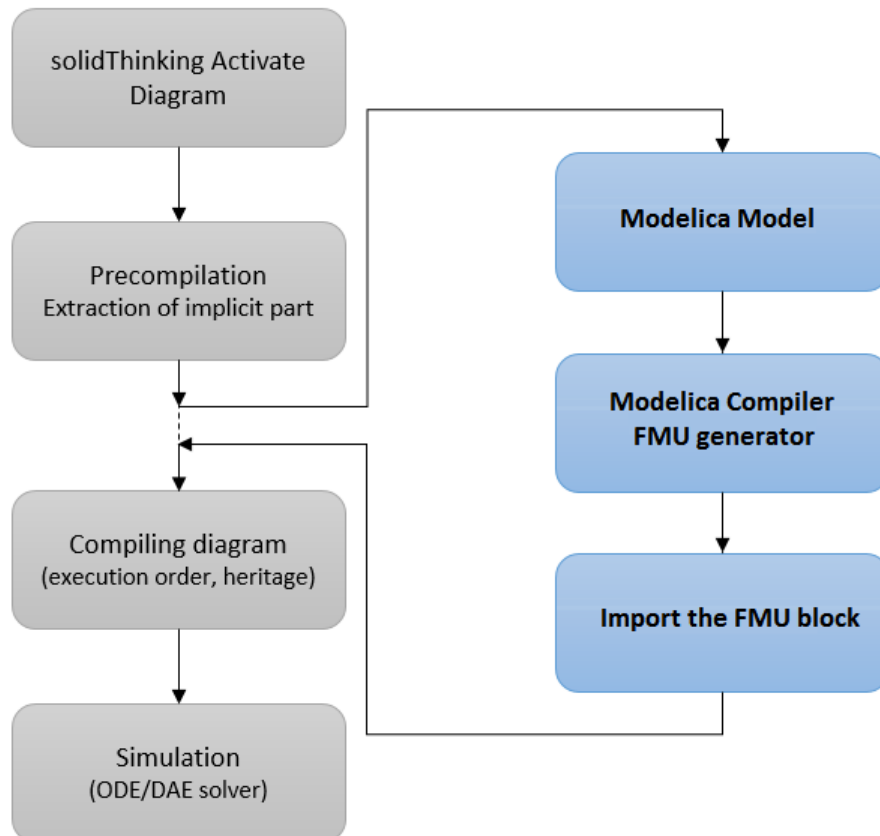 solidThinking Activate
Diagram
Precompilation
Extraction of implicit part
Compiling diagram
(execution order, heritage)
Simulation
(ODE/DAE solver)
Modelica Model
Modelica Compiler
FMU generator
Import the FMU block